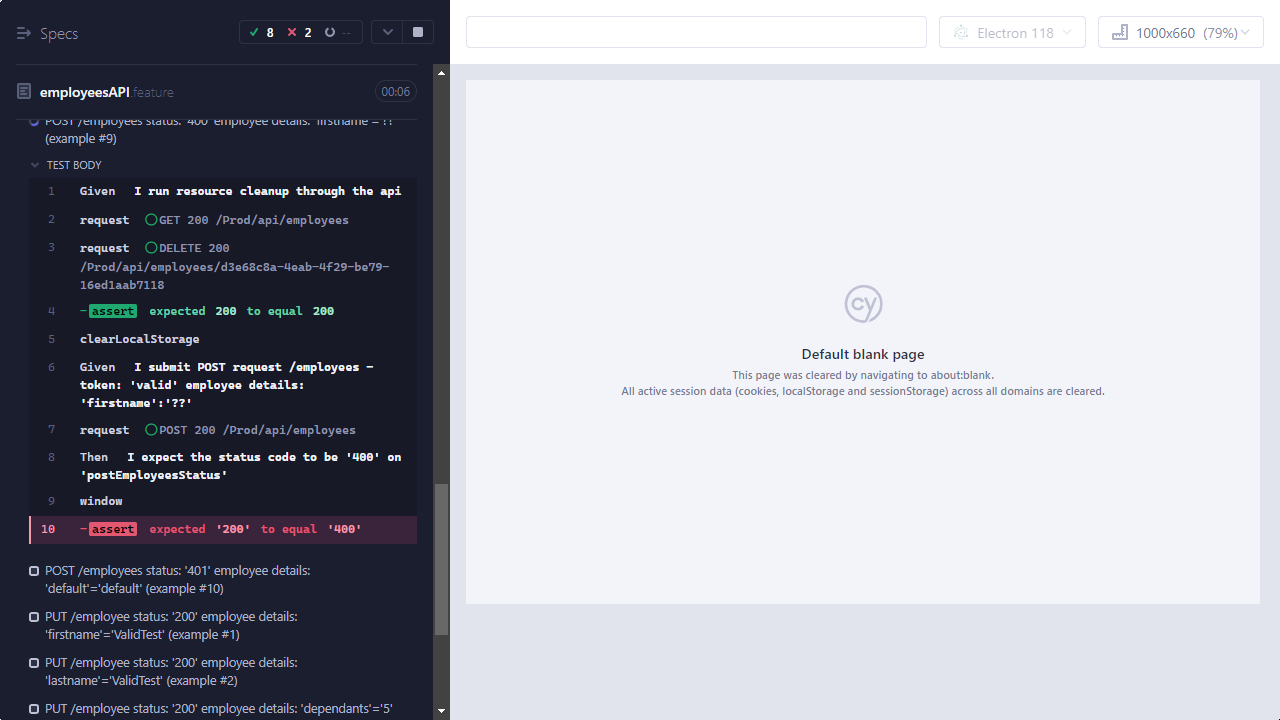 Specs
8 2 --
Electron 118
1000x660 (79%)
employeesAPI.feature
00:06
POST /employees status: '400' employee details: 'firstname'='??'
(example #9)
TEST BODY
1 Given I run resource cleanup through the api
2 request GET 200 /Prod/api/employees
3 request DELETE 200
/Prod/api/employees/d3e68c8a-4eab-4f29-be79-
16ed1aab7118
4 -assert expected 200 to equal 200
5 clearLocalStorage
6 Given I submit POST request /employees -
token: 'valid' employee details:
'firstname':'??'
7 request POST 200 /Prod/api/employees
8 Then I expect the status code to be '400' on
'postEmployeesStatus'
9 window
10 -assert expected '200' to equal '400'
POST /employees status: '401' employee details:
'default'='default' (example #10)
PUT /employee status: '200' employee details:
'firstname'='ValidTest' (example #1)
PUT /employee status: '200' employee details:
'lastname'='ValidTest' (example #2)
PUT /employee status: '200' employee details: 'dependants'='5'
cy
Default blank page
This page was cleared by navigating to about:blank.
All active session data (cookies, localStorage and sessionStorage) across all domains are cleared.